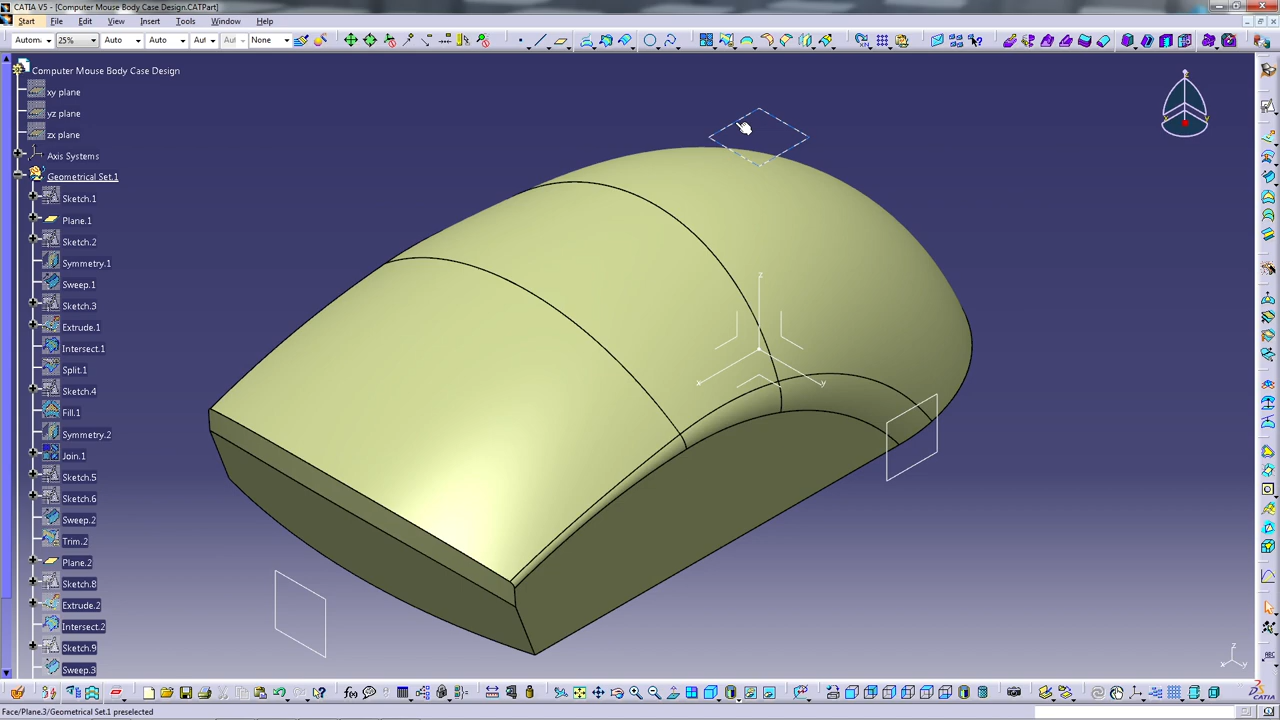 CATIA V5 - [Computer Mouse Body Case Design.CATPart]
Start File Edit View Insert Tools Window Help
Autom 25% Auto Auto Aut Aut None
Computer Mouse Body Case Design
xy plane
yz plane
zx plane
Axis Systems
Geometrical Set.1
Sketch.1
Plane.1
Sketch.2
Symmetry.1
Sweep.1
Sketch.3
Extrude.1
Intersect.1
Split.1
Sketch.4
Fill.1
Symmetry.2
Join.1
Sketch.5
Sketch.6
Sweep.2
Trim.2
Plane.2
Sketch.8
Extrude.2
Intersect.2
Sketch.9
Sweep.3
z
x y
z
x y
CATIA
Face/Plane.3/Geometrical Set.1 preselected